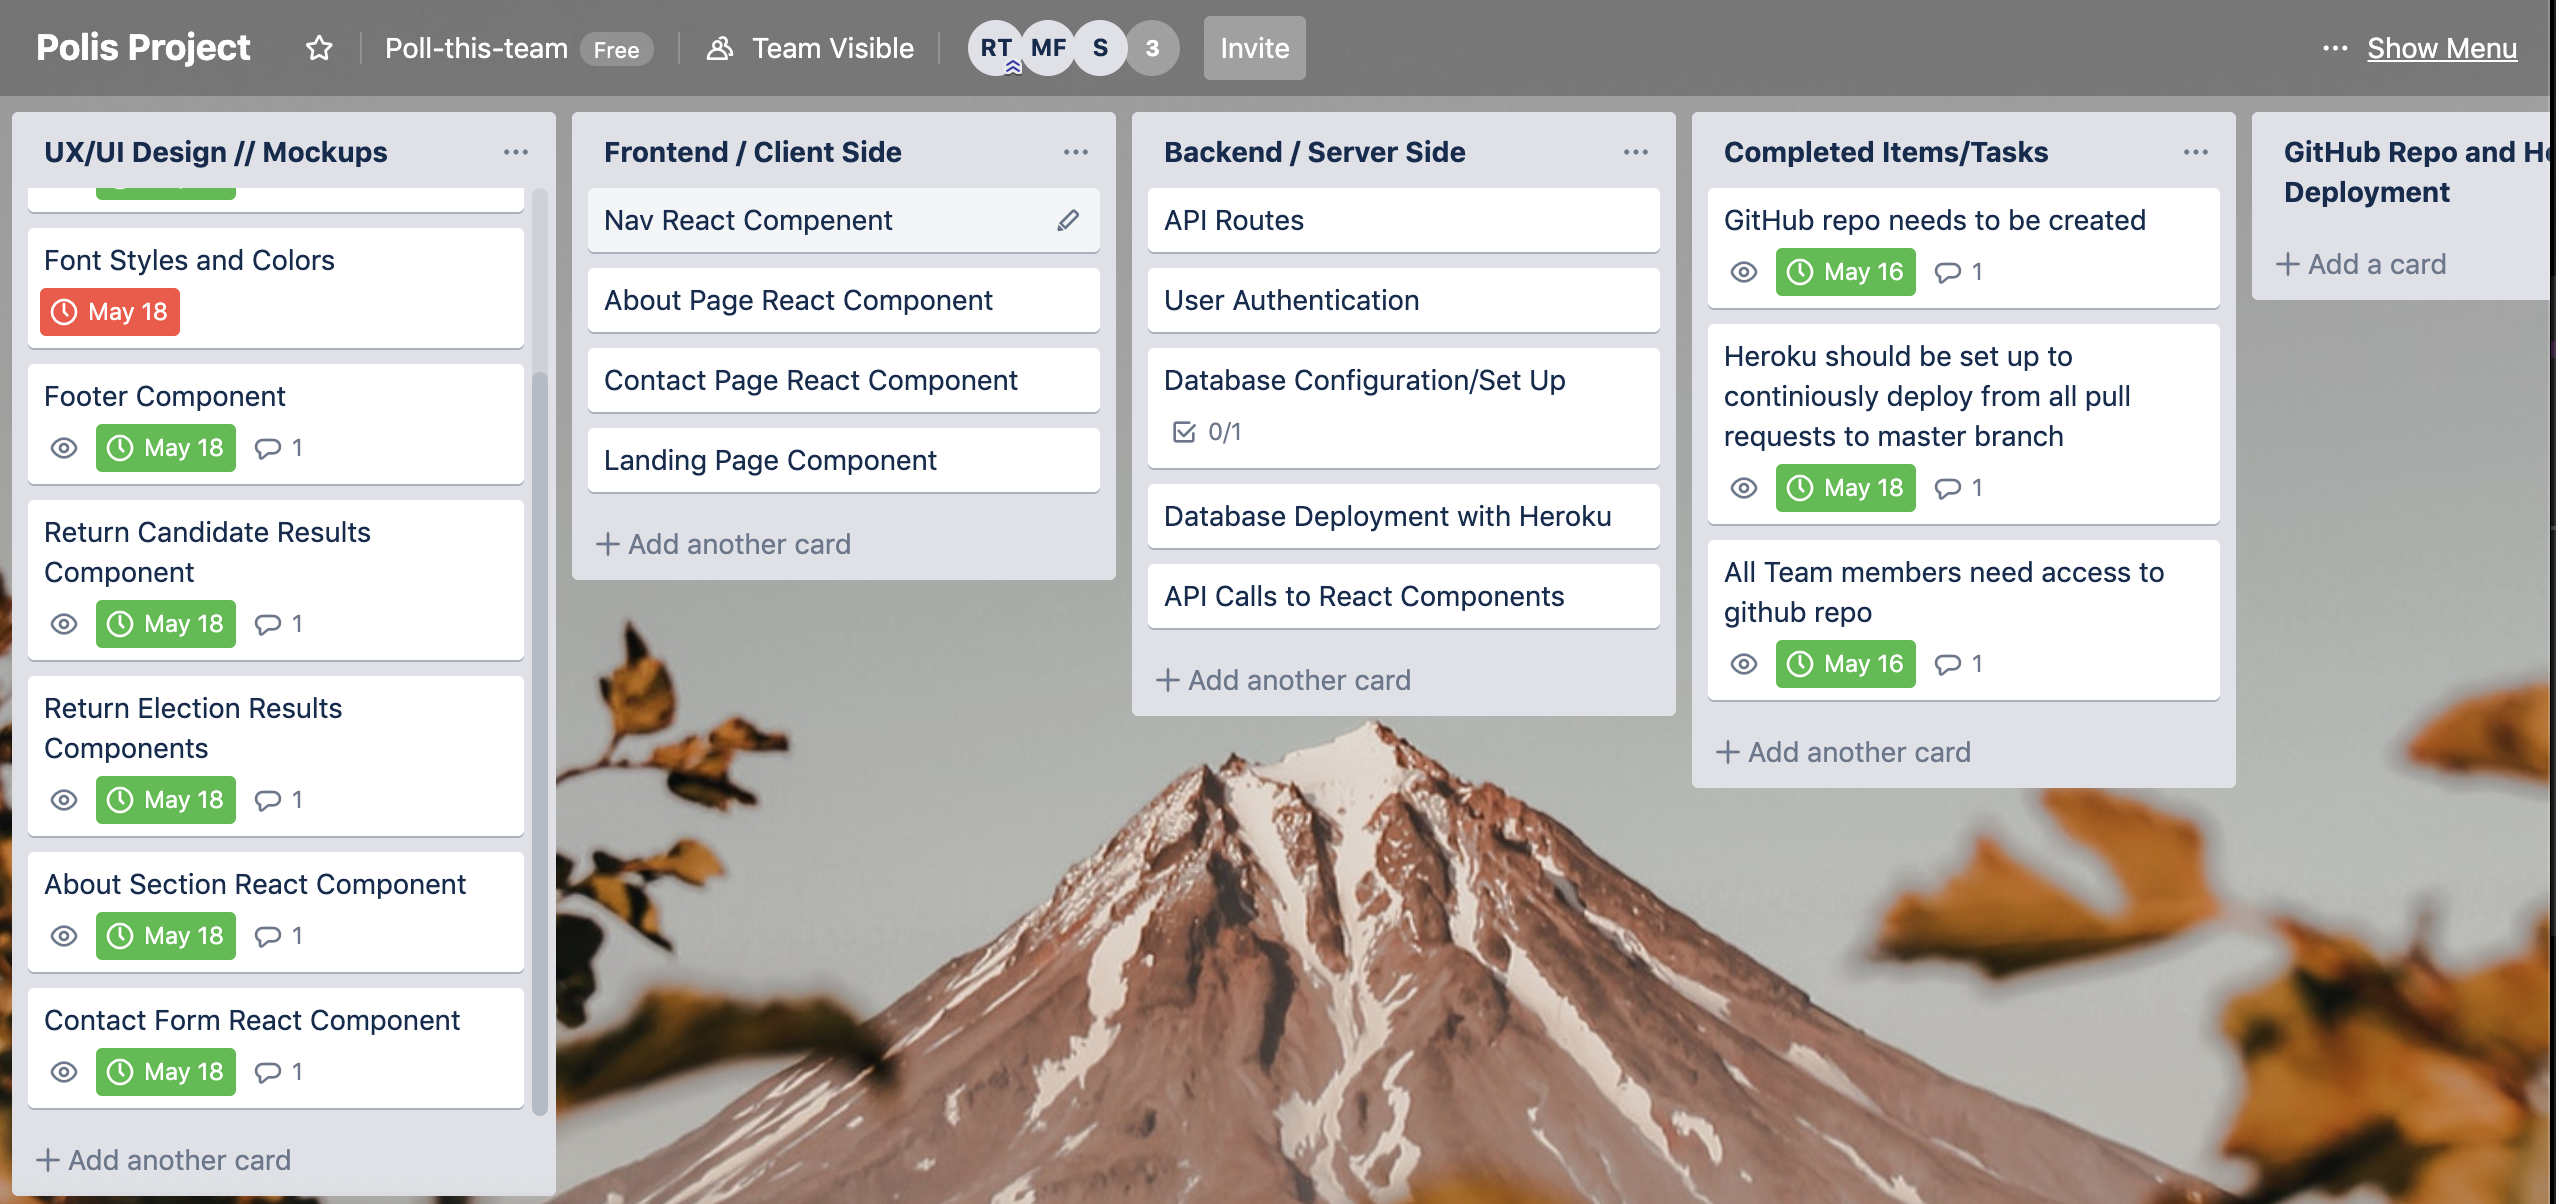 Polis Project
Poll-this-team Free
Team Visible
RT MF S 3
Invite
Show Menu
UX/UI Design // Mockups
Font Styles and Colors
May 18
Footer Component
May 18 1
Return Candidate Results
Component
May 18 1
Return Election Results
Components
May 18 1
About Section React Component
May 18 1
Contact Form React Component
May 18 1
+ Add another card
Frontend / Client Side
Nav React Compenent
About Page React Component
Contact Page React Component
Landing Page Component
+ Add another card
Backend / Server Side
API Routes
User Authentication
Database Configuration/Set Up
0/1
Database Deployment with Heroku
API Calls to React Components
+ Add another card
Completed Items/Tasks
GitHub repo needs to be created
May 16 1
Heroku should be set up to
continiously deploy from all pull
requests to master branch
May 18 1
All Team members need access to
github repo
May 16 1
+ Add another card
GitHub Repo and
Deployment
+ Add a card